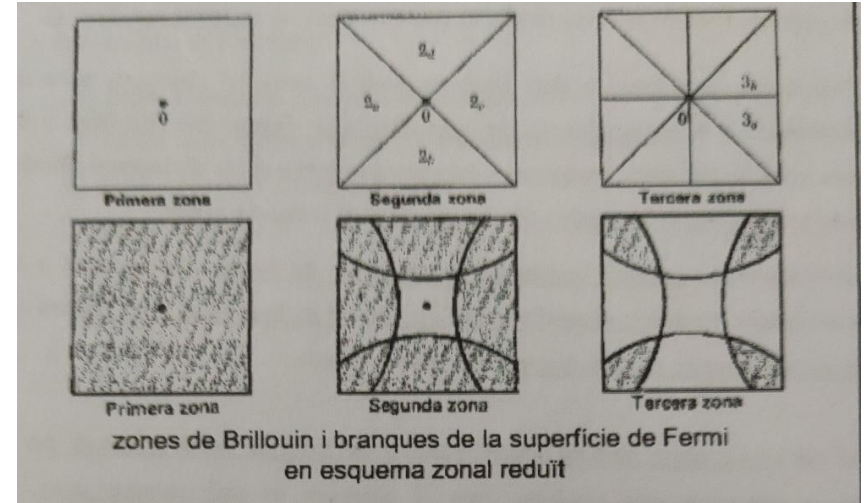 0
Primera zona
2d
2a
0
2c
2b
Segunda zona
3b
0
3a
Tercera zona
Primera zona
Segunda zona
Tercera zona
zones de Brillouin i branques de la superfície de Fermi
en esquema zonal reduït